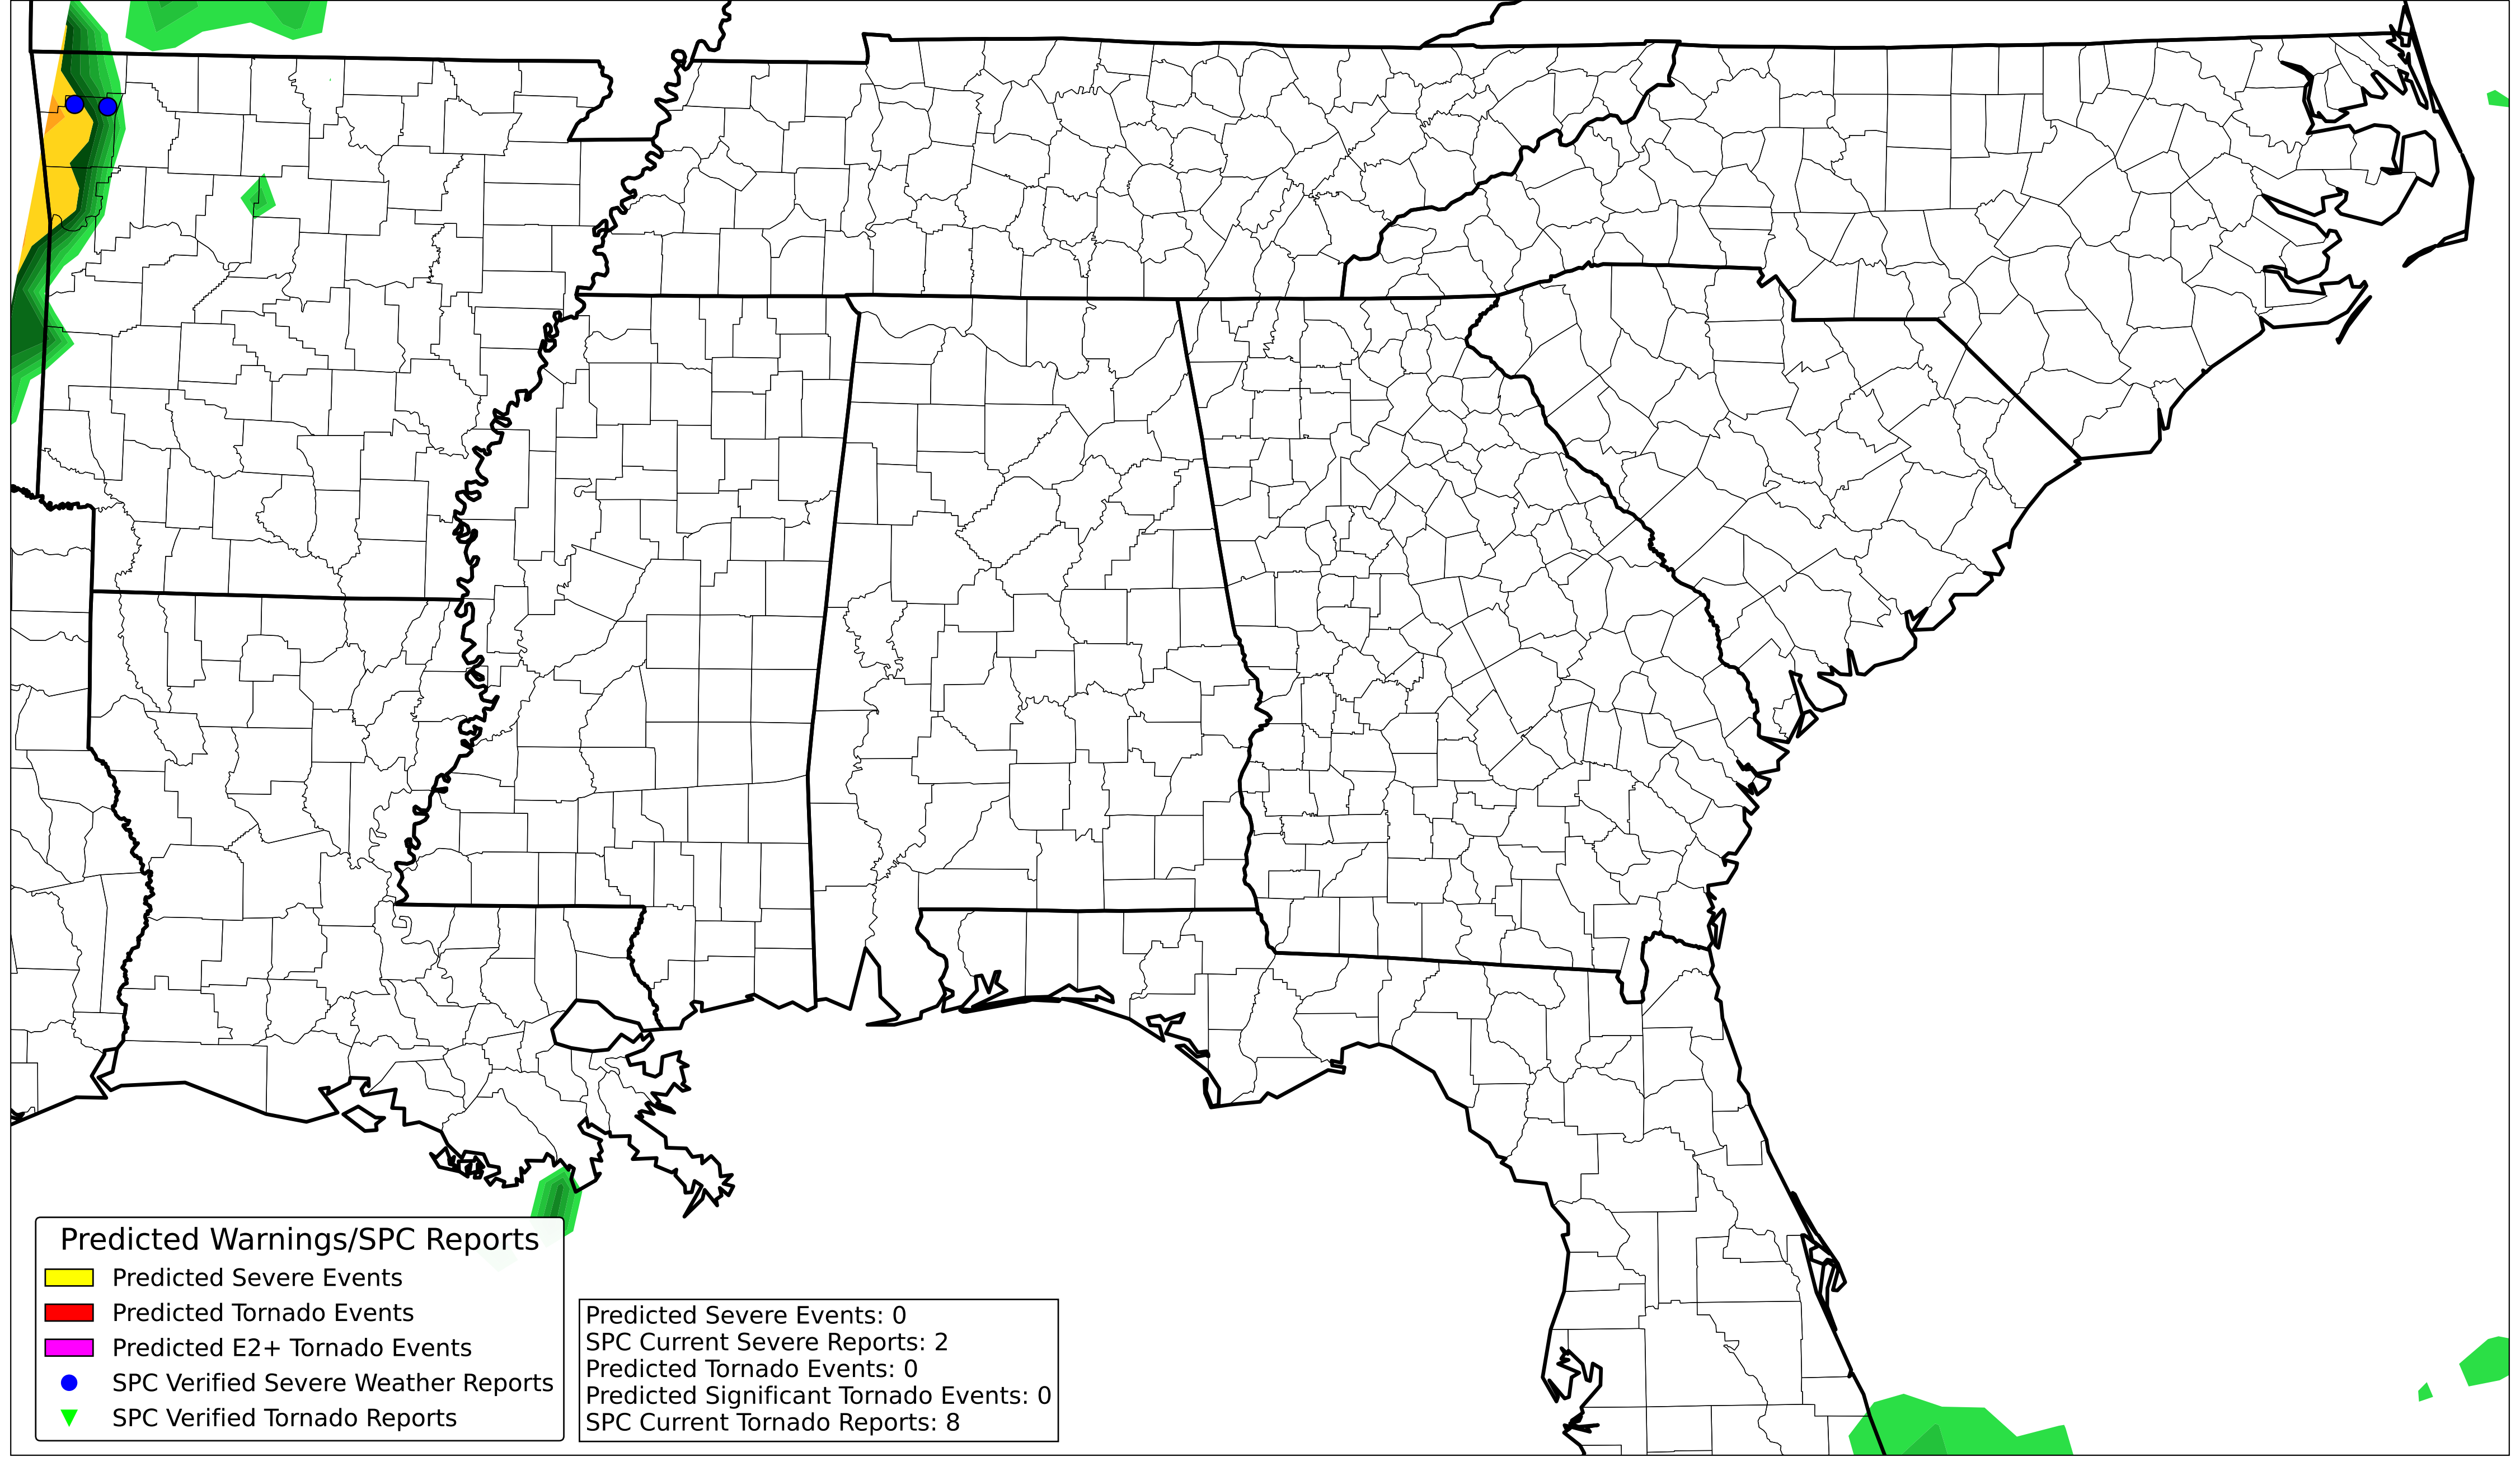 Predicted Warnings/SPC Reports
Predicted Severe Events
Predicted Tornado Events
Predicted E2+ Tornado Events
SPC Verified Severe Weather Reports
SPC Verified Tornado Reports
Predicted Severe Events: 0
SPC Current Severe Reports: 2
Predicted Tornado Events: 0
Predicted Significant Tornado Events: 0
SPC Current Tornado Reports: 8